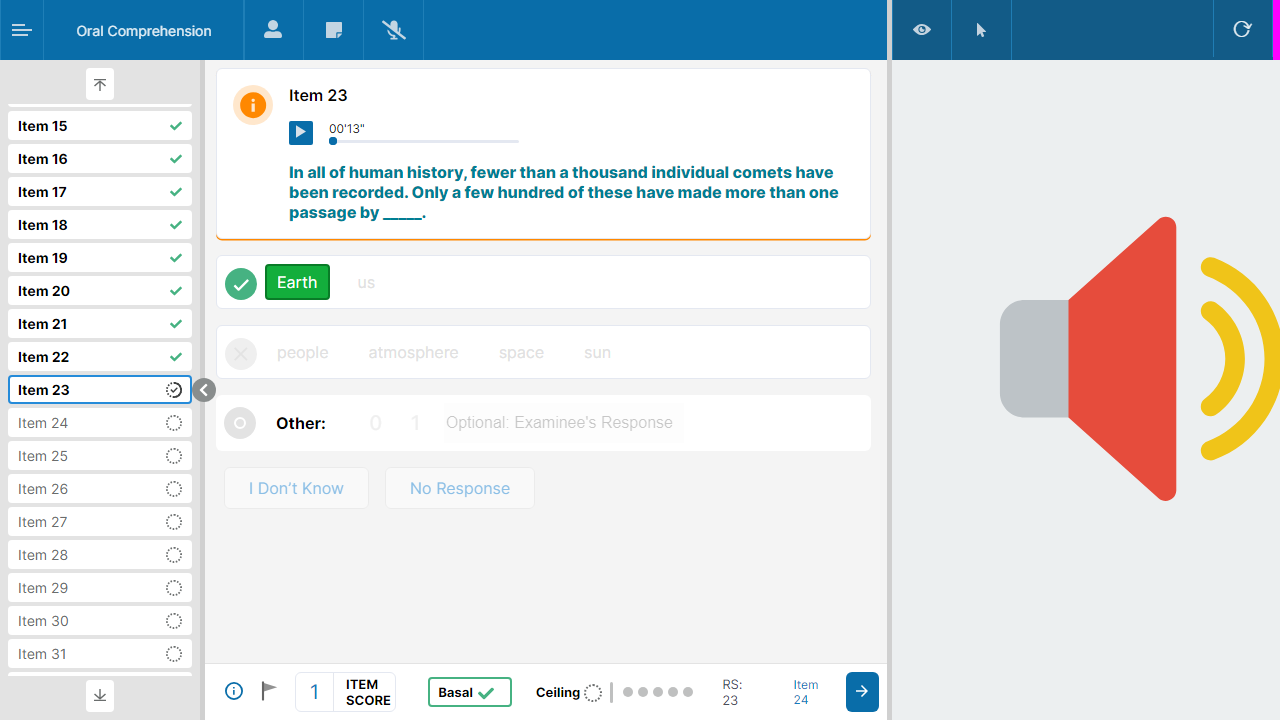 Oral Comprehension
Item 15
Item 16
Item 17
Item 18
Item 19
Item 20
Item 21
Item 22
Item 23
Item 24
Item 25
Item 26
Item 27
Item 28
Item 29
Item 30
Item 31
Item 23
00'13"
In all of human history, fewer than a thousand individual comets have
been recorded. Only a few hundred of these have made more than one
passage by _____.
Earth us
people atmosphere space sun
Other: 0 1 Optional: Examinee's Response
I Don't Know No Response
1 ITEM SCORE Basal Ceiling RS: 23 Item 24